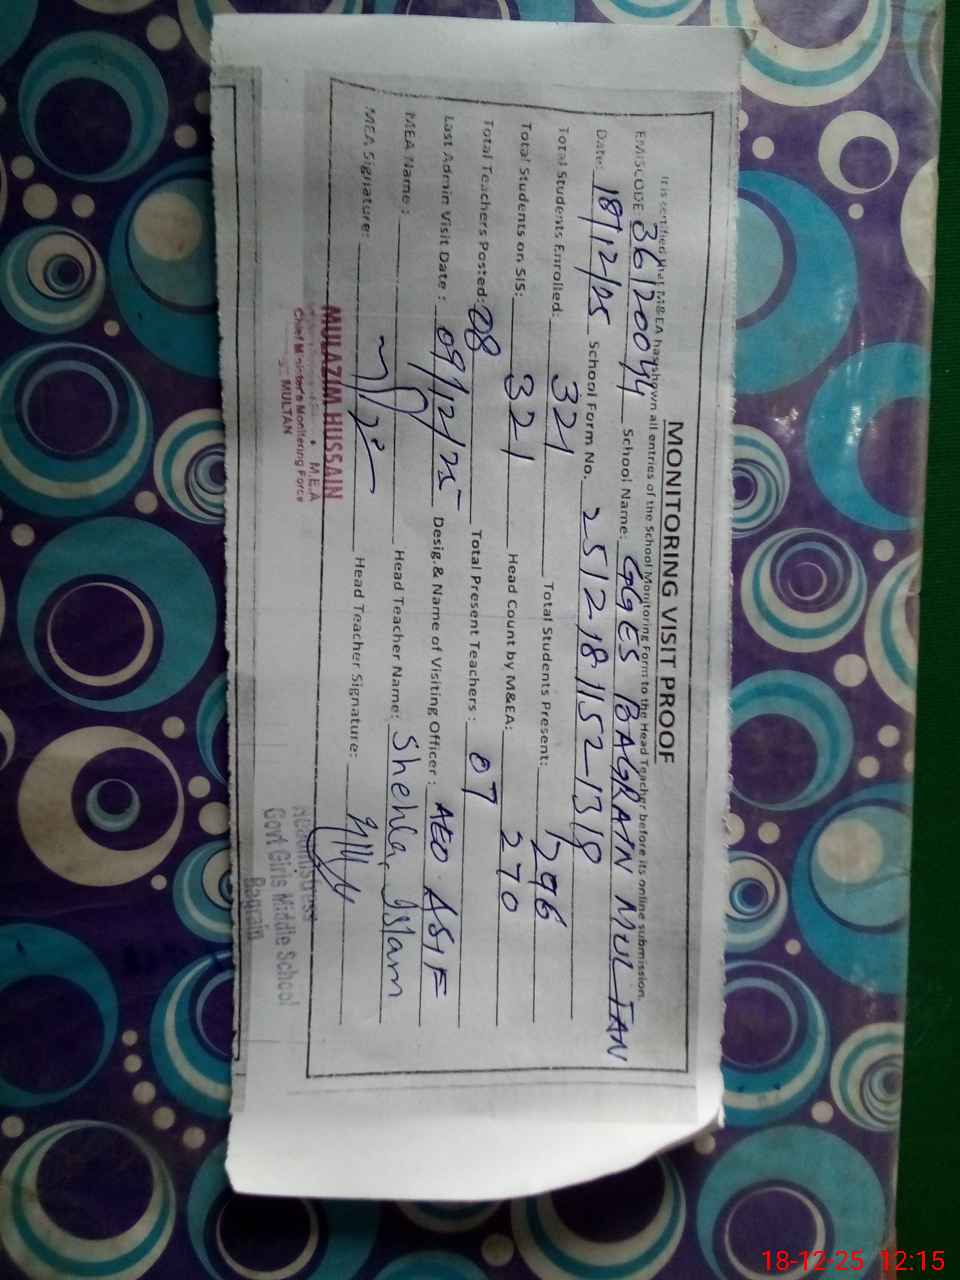 MONITORING VISIT PROOF
It is certified that M&EA has shown all entries of the School Monitoring Form to the Head Teacher before its online submission.
EMISCODE 36120094 School Name: GGES BAGRAIN MULTAN
Date: 18/12/25 School Form No. 2512-18-1152-1318
Total Students Enrolled: 321 Total Students Present: 296
Total Students on SIS: 321 Head Count by M&EA: 270
Total Teachers Posted: 08 Total Present Teachers: 07
Last Admin Visit Date: 09/12/25 Desig.& Name of Visiting Officer: AEO ASIF
MEA Name: Head Teacher Name: Shehla Islam
MEA Signature: Head Teacher Signature:
MULAZIM HUSSAIN
M.E.A
Chief Minister's Monitoring Force
MULTAN
Headmistress
Govt Girls Middle School
Bagrain
18-12-25 12:15